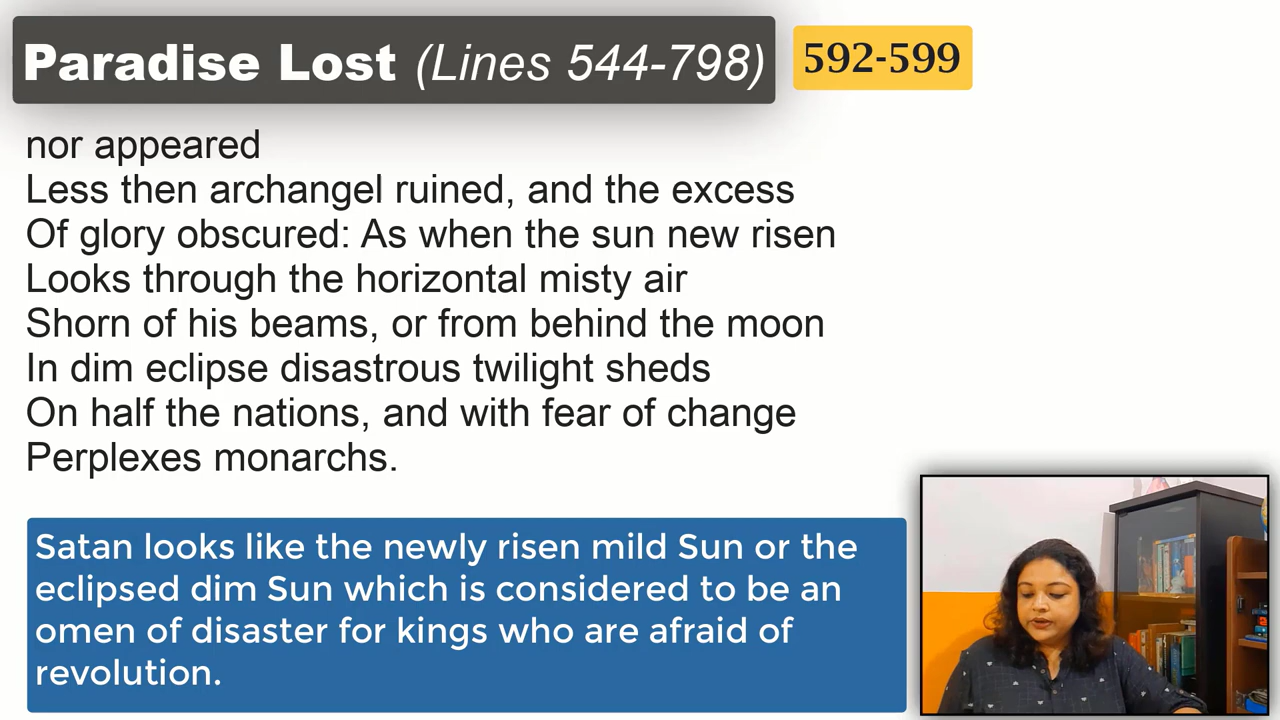 Paradise Lost (Lines 544-798)
592-599
nor appeared
Less then archangel ruined, and the excess
Of glory obscured: As when the sun new risen
Looks through the horizontal misty air
Shorn of his beams, or from behind the moon
In dim eclipse disastrous twilight sheds
On half the nations, and with fear of change
Perplexes monarchs.
Satan looks like the newly risen mild Sun or the
eclipsed dim Sun which is considered to be an
omen of disaster for kings who are afraid of
revolution.